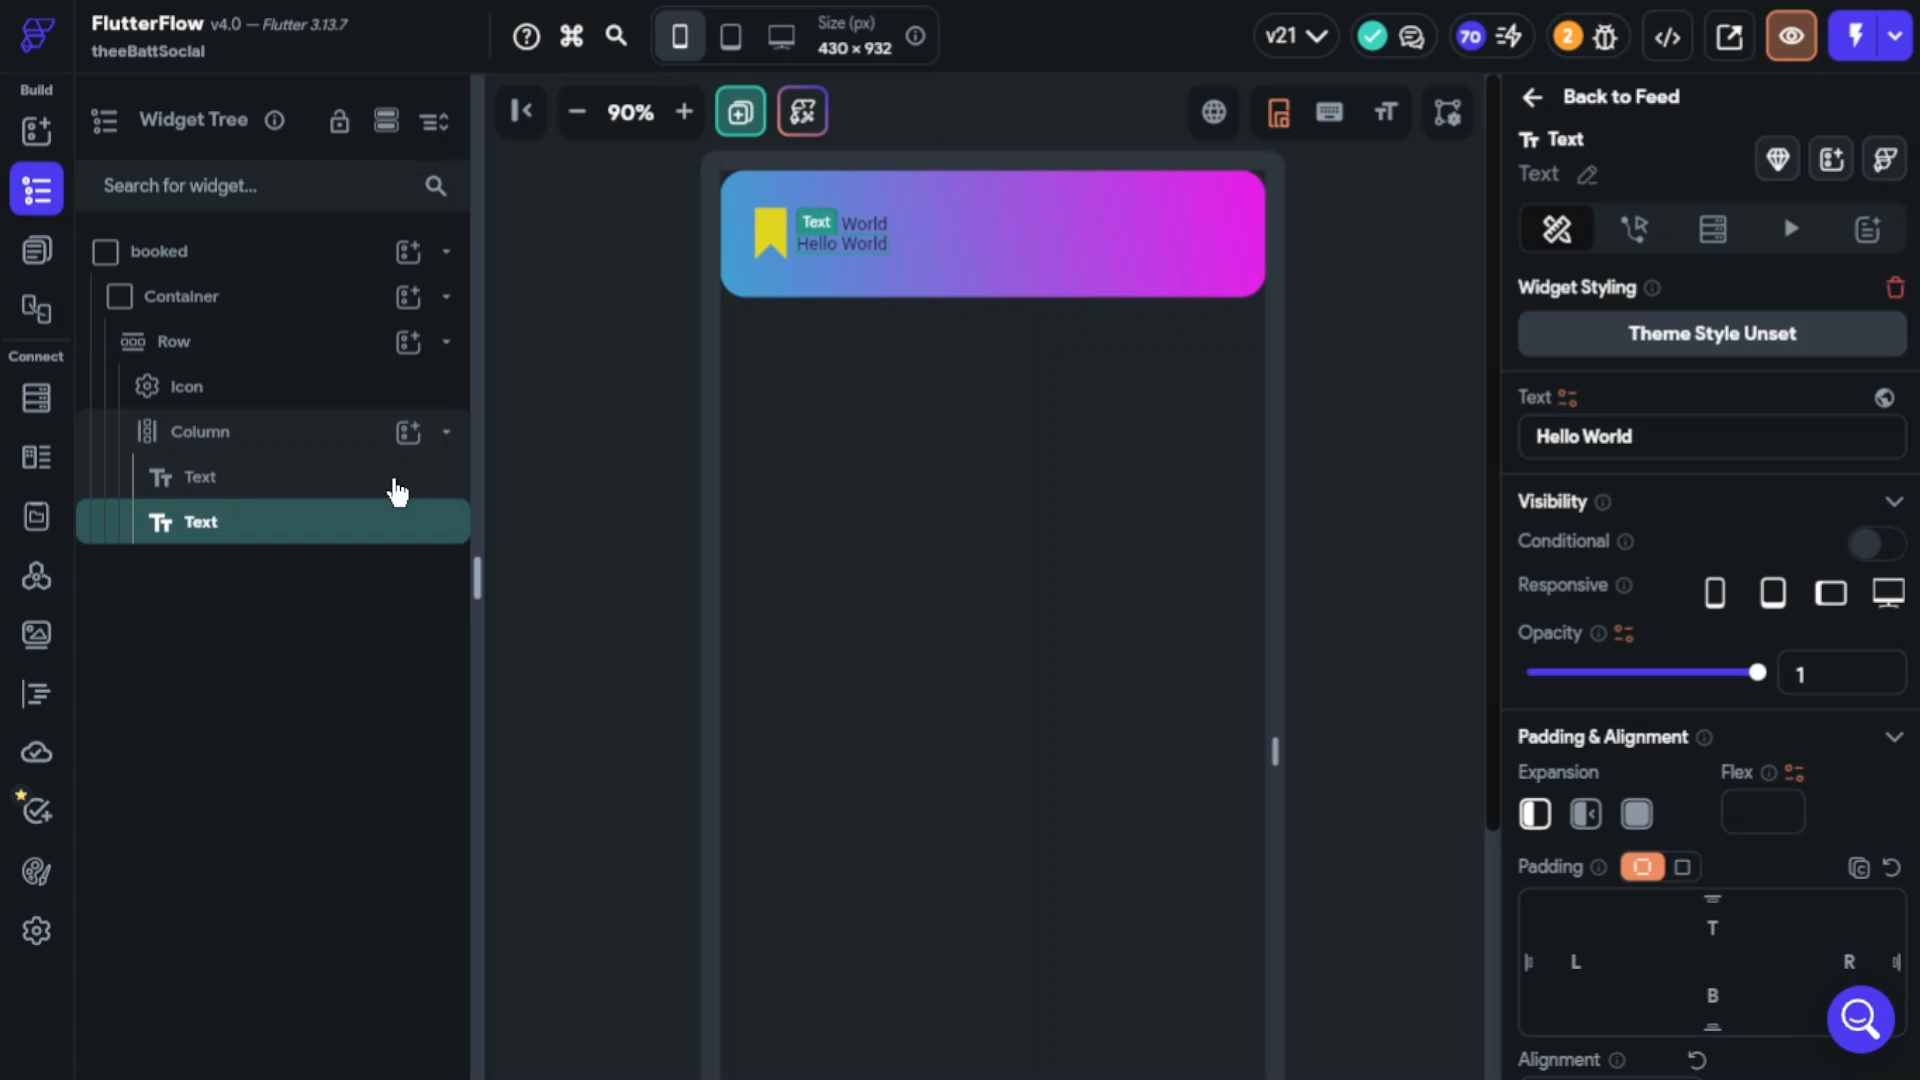 FlutterFlow v4.0 — Flutter 3.13.7
theeBattSocial
Size (px)
430 × 932
v21
70
2
Build
Connect
Widget Tree
Search for widget...
booked
Container
Row
Icon
Column
Text
Text
90%
Text World
Hello World
Back to Feed
Text
Text
Widget Styling
Theme Style Unset
Text
Hello World
Visibility
Conditional
Responsive
Opacity
1
Padding & Alignment
Expansion
Flex
Padding
T
L
R
B
Alignment